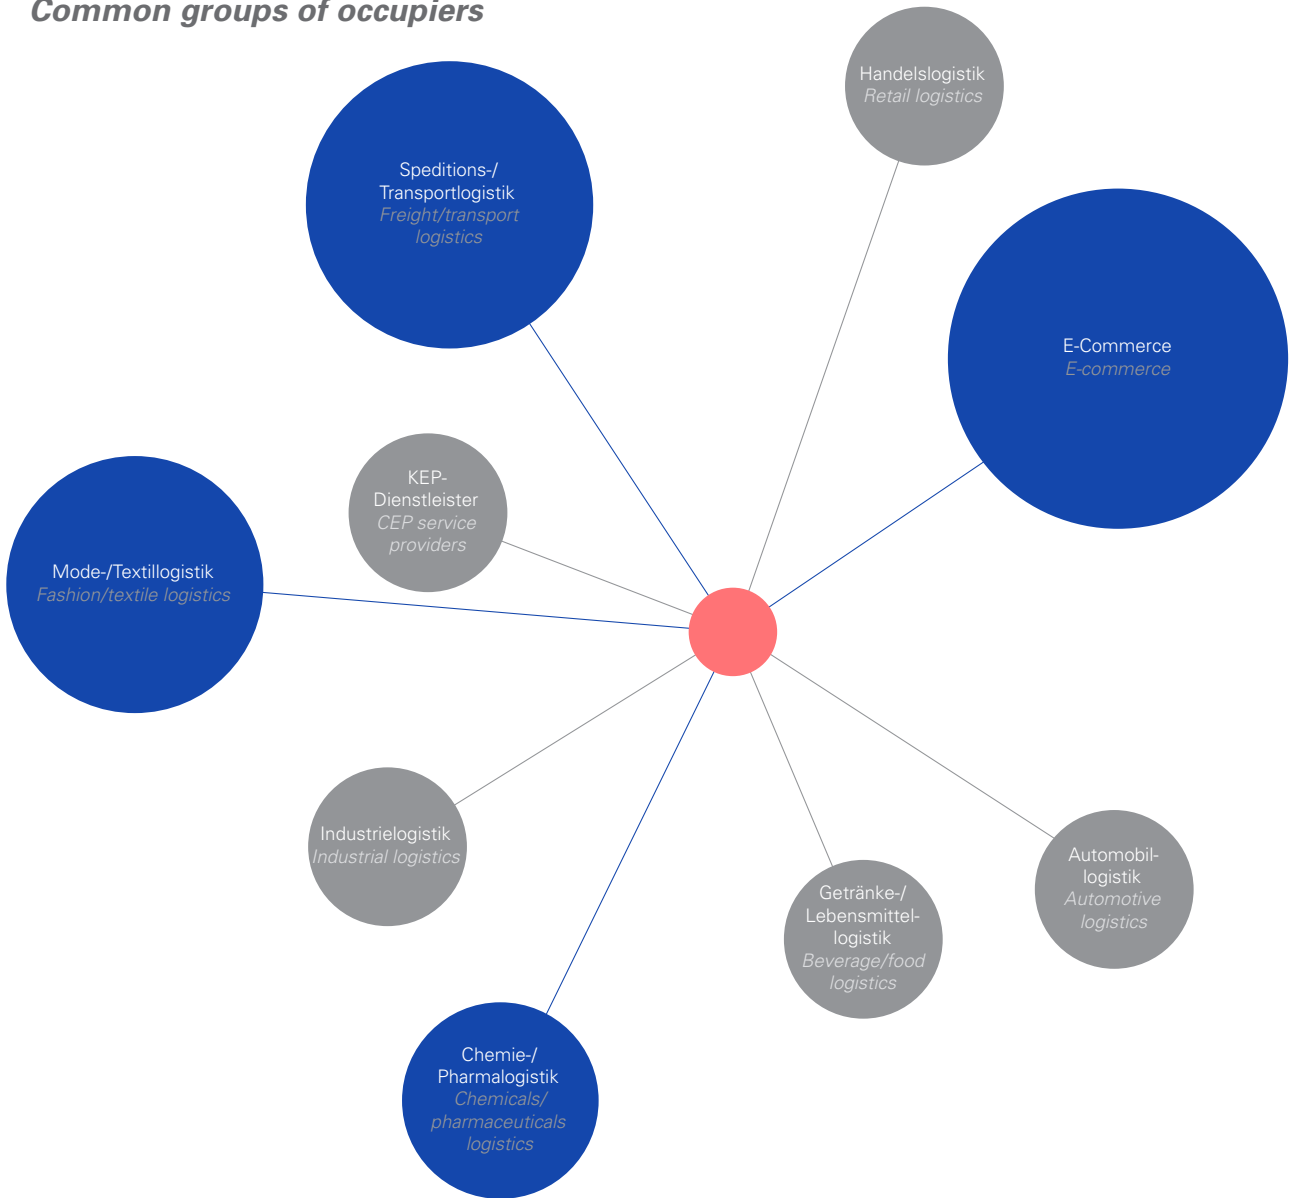 Common groups of occupiers
Handelslogistik
Retail logistics
Speditions-/
Transportlogistik
Freight/transport
logistics
E-Commerce
E-commerce
KEP-
Dienstleister
CEP service
providers
Mode-/Textillogistik
Fashion/textile logistics
Industrielogistik
Industrial logistics
Automobil-
logistik
Automotive
logistics
Getränke-/
Lebensmittel-
logistik
Beverage/food
logistics
Chemie-/
Pharmalogistik
Chemicals/
pharmaceuticals
logistics